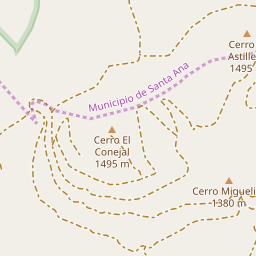 Cerro
Astille
1495
Municipio de Santa Ana
Cerro El
Conejal
1495 m
Cerro Migueli
1380 m